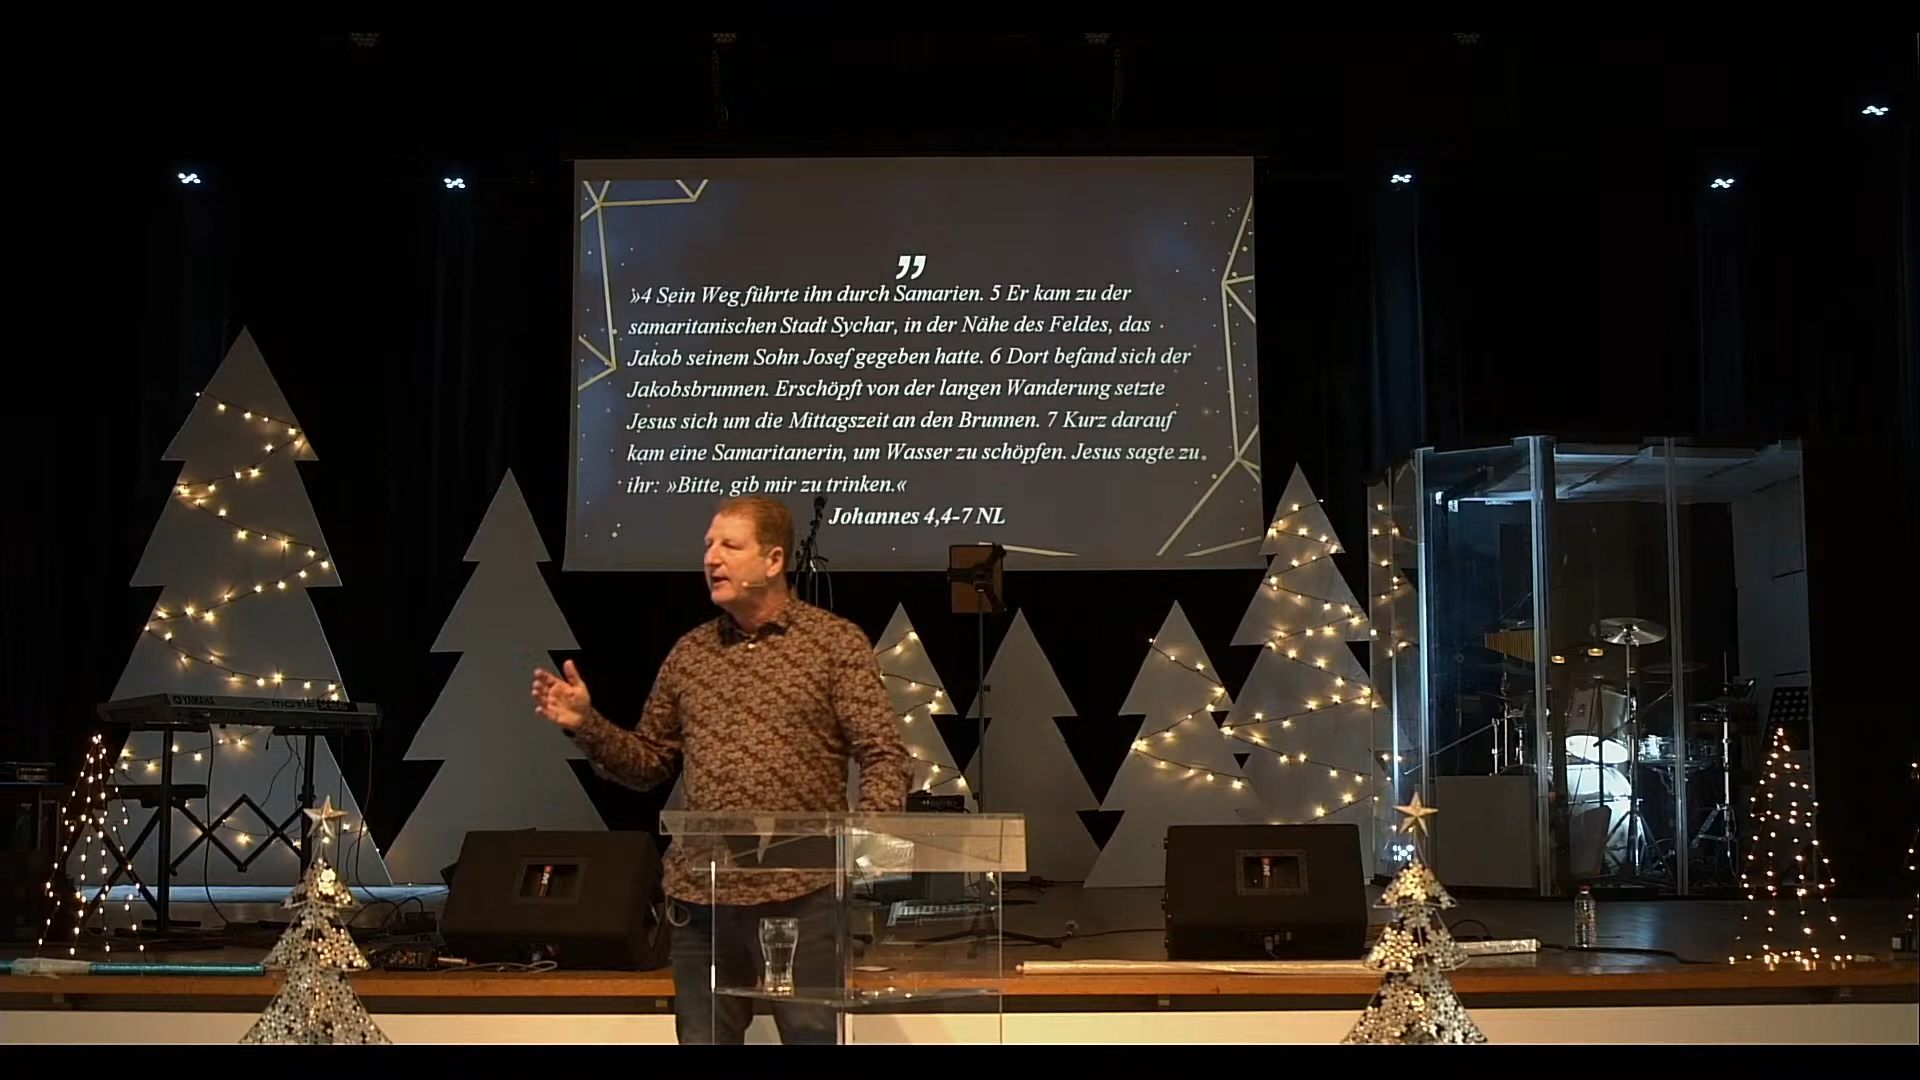 ”
»4 Sein Weg führte ihn durch Samarien. 5 Er kam zu der
samaritanischen Stadt Sychar, in der Nähe des Feldes, das
Jakob seinem Sohn Josef gegeben hatte. 6 Dort befand sich der
Jakobsbrunnen. Erschöpft von der langen Wanderung setzte
Jesus sich um die Mittagszeit an den Brunnen. 7 Kurz darauf
kam eine Samaritanerin, um Wasser zu schöpfen. Jesus sagte zu
ihr: »Bitte, gib mir zu trinken.«
Johannes 4,4-7 NL
YAMAHA